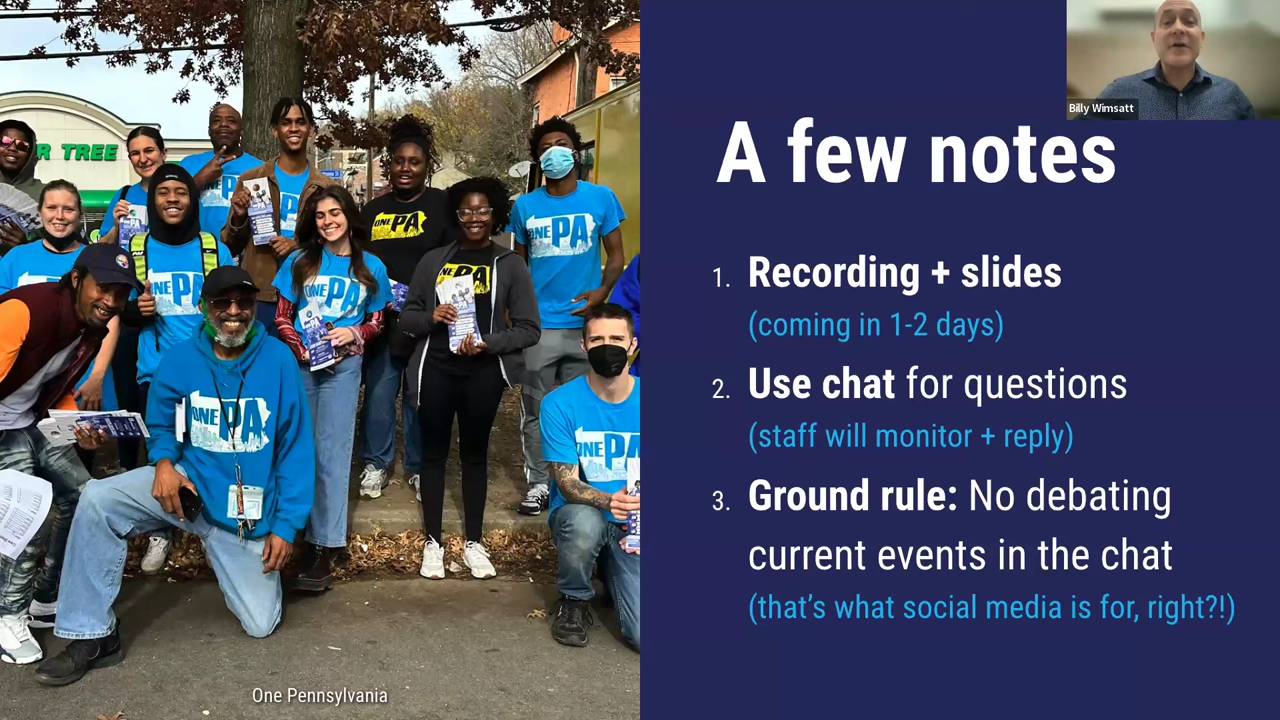 R TREE
ONE PA
ONE PA
ONE PA
ONE PA
ONE PA
ONE PA
ONE PA
One Pennsylvania
Billy Wimsatt
A few notes
1. Recording + slides
(coming in 1-2 days)
2. Use chat for questions
(staff will monitor + reply)
3. Ground rule: No debating
current events in the chat
(that’s what social media is for, right?!)